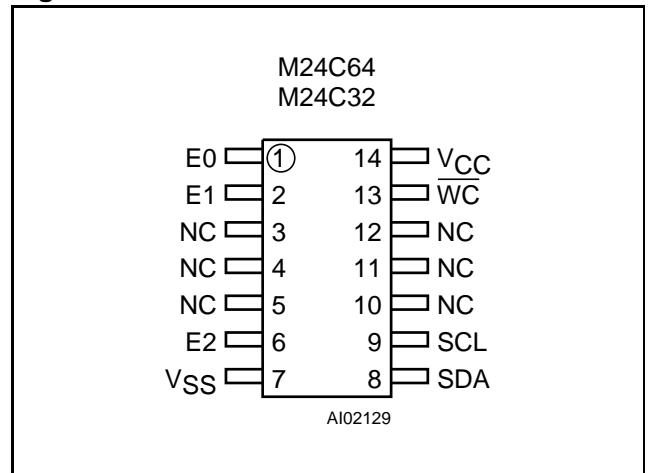 M24C64
M24C32
E0 1 14 VCC
E1 2 13 W̅C̅
NC 3 12 NC
NC 4 11 NC
NC 5 10 NC
E2 6 9 SCL
VSS 7 8 SDA
AI02129